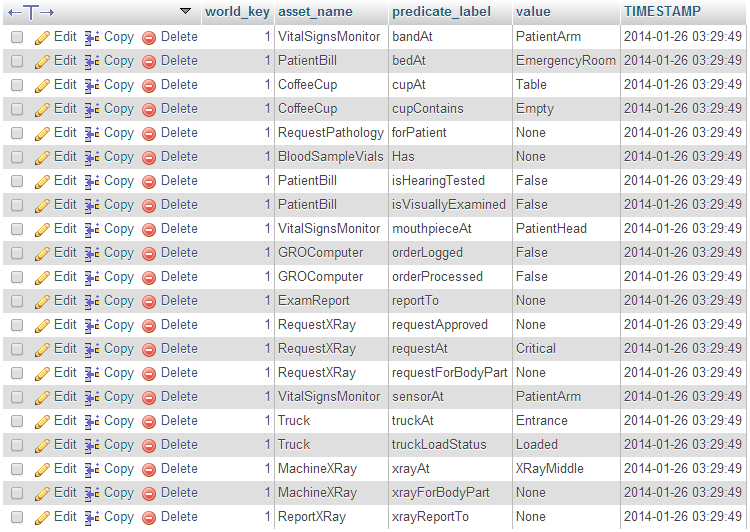 world_key asset_name predicate_label value TIMESTAMP
Edit Copy Delete 1 VitalSignsMonitor bandAt PatientArm 2014-01-26 03:29:49
Edit Copy Delete 1 PatientBill bedAt EmergencyRoom 2014-01-26 03:29:49
Edit Copy Delete 1 CoffeeCup cupAt Table 2014-01-26 03:29:49
Edit Copy Delete 1 CoffeeCup cupContains Empty 2014-01-26 03:29:49
Edit Copy Delete 1 RequestPathology forPatient None 2014-01-26 03:29:49
Edit Copy Delete 1 BloodSampleVials Has None 2014-01-26 03:29:49
Edit Copy Delete 1 PatientBill isHearingTested False 2014-01-26 03:29:49
Edit Copy Delete 1 PatientBill isVisuallyExamined False 2014-01-26 03:29:49
Edit Copy Delete 1 VitalSignsMonitor mouthpieceAt PatientHead 2014-01-26 03:29:49
Edit Copy Delete 1 GROComputer orderLogged False 2014-01-26 03:29:49
Edit Copy Delete 1 GROComputer orderProcessed False 2014-01-26 03:29:49
Edit Copy Delete 1 ExamReport reportTo None 2014-01-26 03:29:49
Edit Copy Delete 1 RequestXRay requestApproved None 2014-01-26 03:29:49
Edit Copy Delete 1 RequestXRay requestAt Critical 2014-01-26 03:29:49
Edit Copy Delete 1 RequestXRay requestForBodyPart None 2014-01-26 03:29:49
Edit Copy Delete 1 VitalSignsMonitor sensorAt PatientArm 2014-01-26 03:29:49
Edit Copy Delete 1 Truck truckAt Entrance 2014-01-26 03:29:49
Edit Copy Delete 1 Truck truckLoadStatus Loaded 2014-01-26 03:29:49
Edit Copy Delete 1 MachineXRay xrayAt XRayMiddle 2014-01-26 03:29:49
Edit Copy Delete 1 MachineXRay xrayForBodyPart None 2014-01-26 03:29:49
Edit Copy Delete 1 ReportXRay xrayReportTo None 2014-01-26 03:29:49